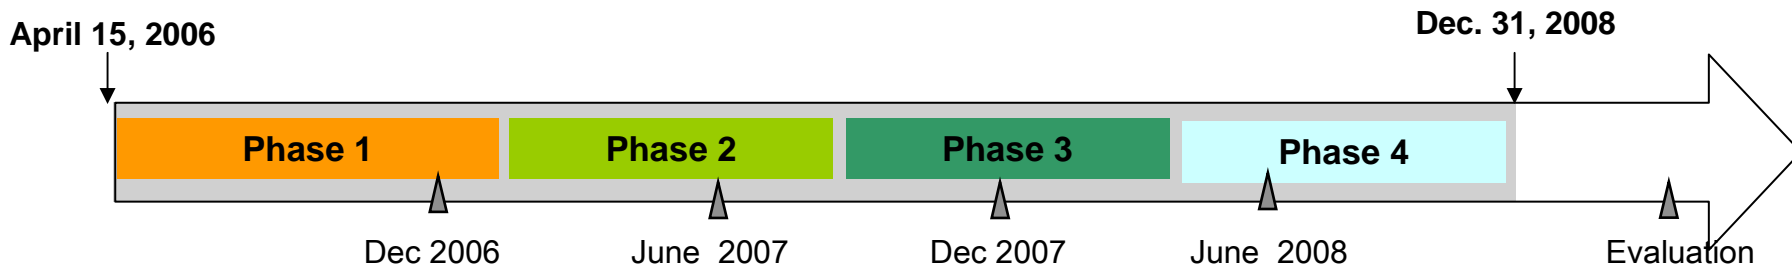 April 15, 2006
Dec. 31, 2008
Phase 1
Phase 2
Phase 3
Phase 4
Dec 2006
June 2007
Dec 2007
June 2008
Evaluation